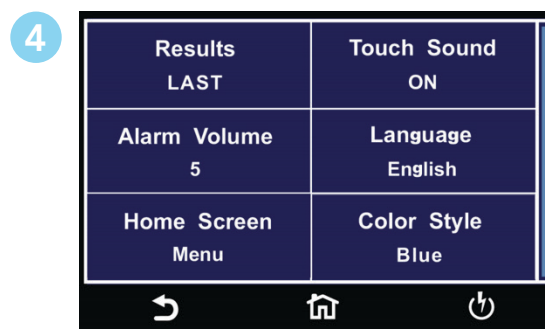 4
Results
LAST
Touch Sound
ON
Alarm Volume
5
Language
English
Home Screen
Menu
Color Style
Blue